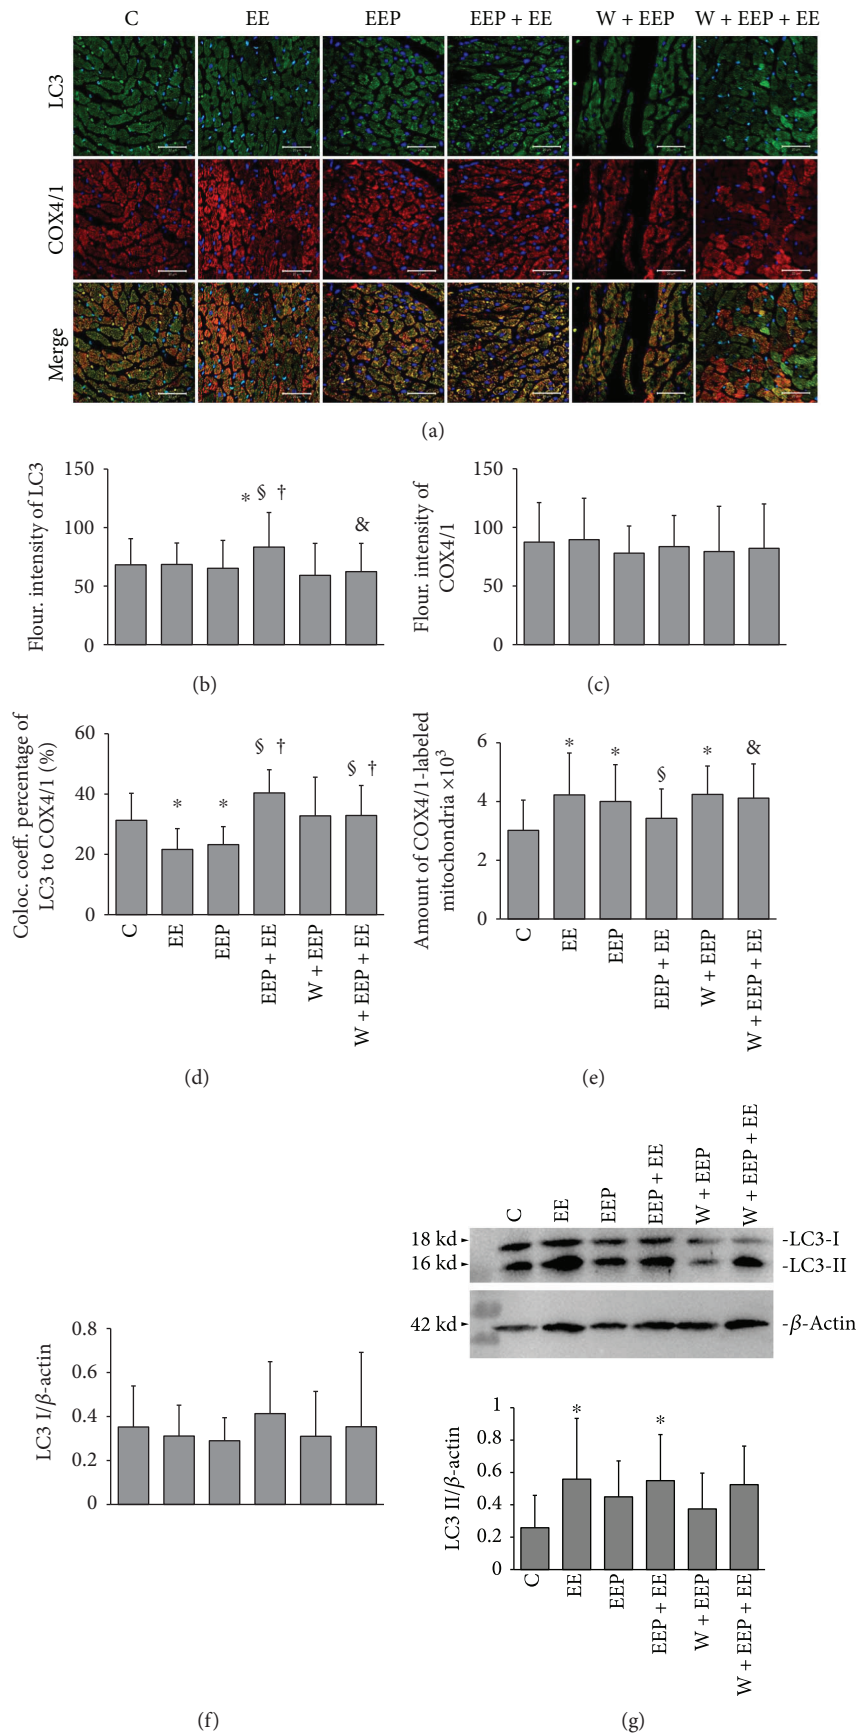 C EE EEP EEP + EE W + EEP W + EEP + EE
LC3
COX4/1
Merge
(a)
Flour. intensity of LC3
150
100
50
0
* § †
&
(b)
Flour. intensity of
COX4/1
150
100
50
0
(c)
Coloc. coeff. percentage of
LC3 to COX4/1 (%)
60
40
20
0
* * § † § †
C EE EEP EEP + EE W + EEP W + EEP + EE
(d)
Amount of COX4/1-labeled
mitochondria ×10³
6
4
2
0
* * § * &
C EE EEP EEP + EE W + EEP W + EEP + EE
(e)
LC3 I/β-actin
0.8
0.6
0.4
0.2
0
(f)
C EE EEP EEP + EE W + EEP W + EEP + EE
18 kd
-LC3-I
16 kd
-LC3-II
42 kd
-β-Actin
LC3 II/β-actin
1
0.8
0.6
0.4
0.2
0
* *
C EE EEP EEP + EE W + EEP W + EEP + EE
(g)